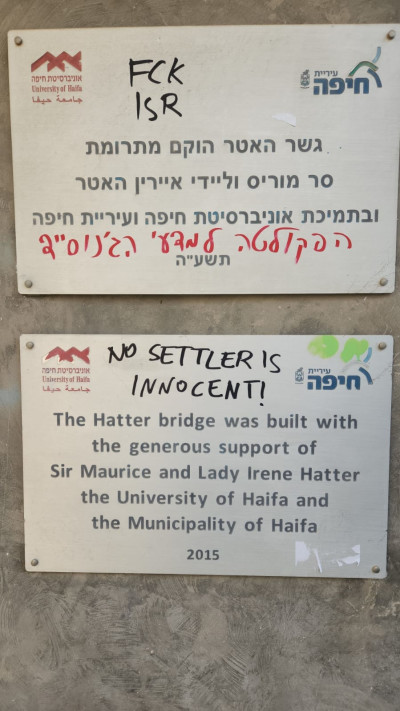 אוניברסיטת חיפה
University of Haifa
جامعة حيفا
FCK
ISR
עיריית
חיפה
גשר האטר הוקם מתרומת
סר מוריס וליידי איירין האטר
ובתמיכת אוניברסיטת חיפה ועיריית חיפה
הפקולטה למדעי הג'נוסייד
תשע"ה
אוניברסיטת חיפה
University of Haifa
جامعة حيفا
NO SETTLER IS
INNOCENT!
עיריית
חיפה
The Hatter bridge was built with
the generous support of
Sir Maurice and Lady Irene Hatter
the University of Haifa and
the Municipality of Haifa
2015